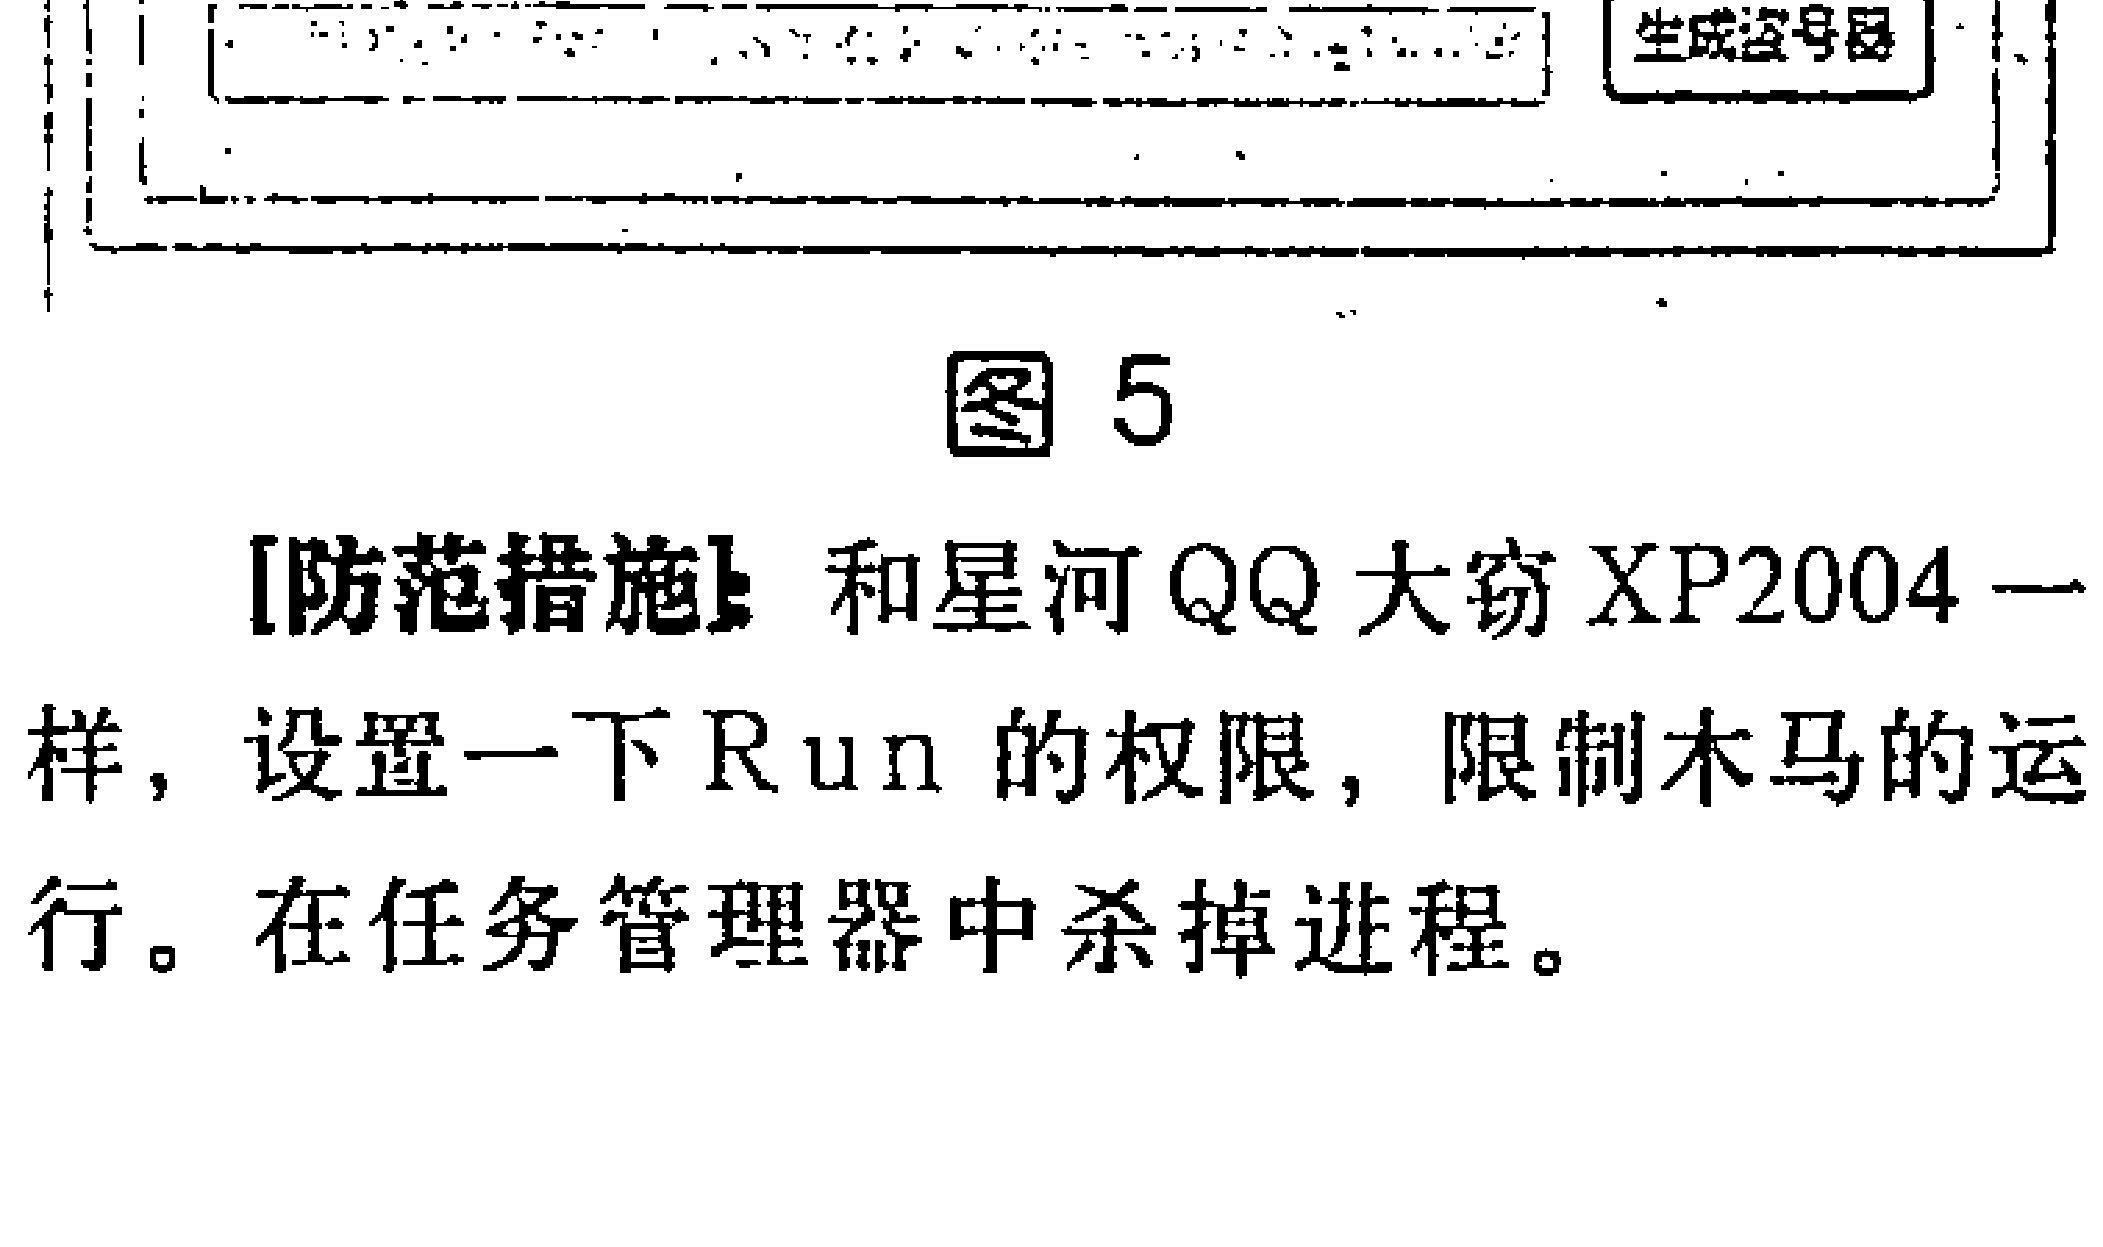 生成盗号器
图 5
[防范措施]: 和星河QQ大窃XP2004一
样，设置一下Run 的权限，限制木马的运
行。在任务管理器中杀掉进程。